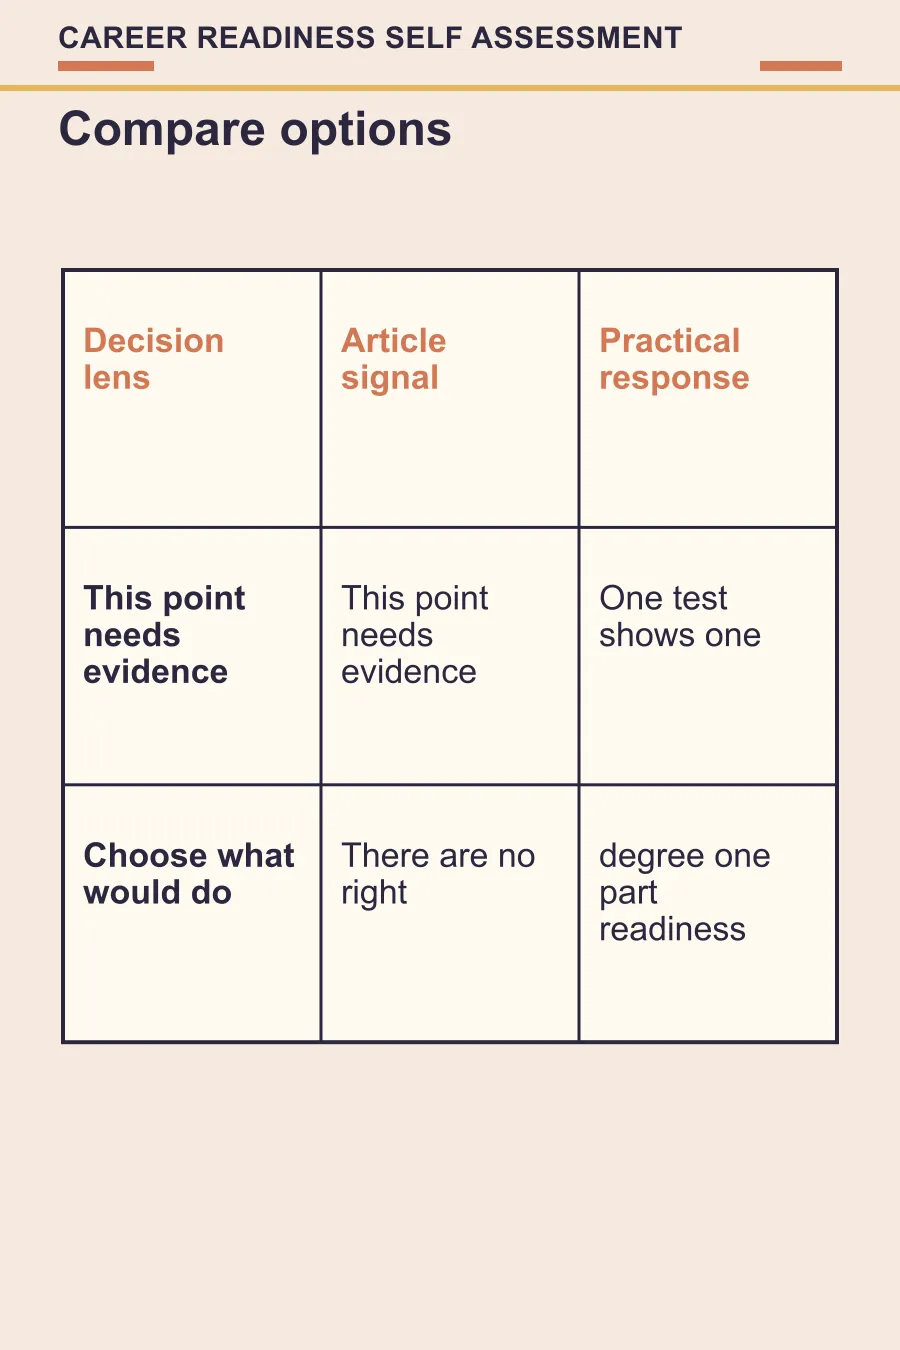 CAREER READINESS SELF ASSESSMENT
Compare options
Decision
lens
Article
signal
Practical
response
This point
needs
evidence
This point
needs
evidence
One test
shows one
Choose what
would do
There are no
right
degree one
part
readiness